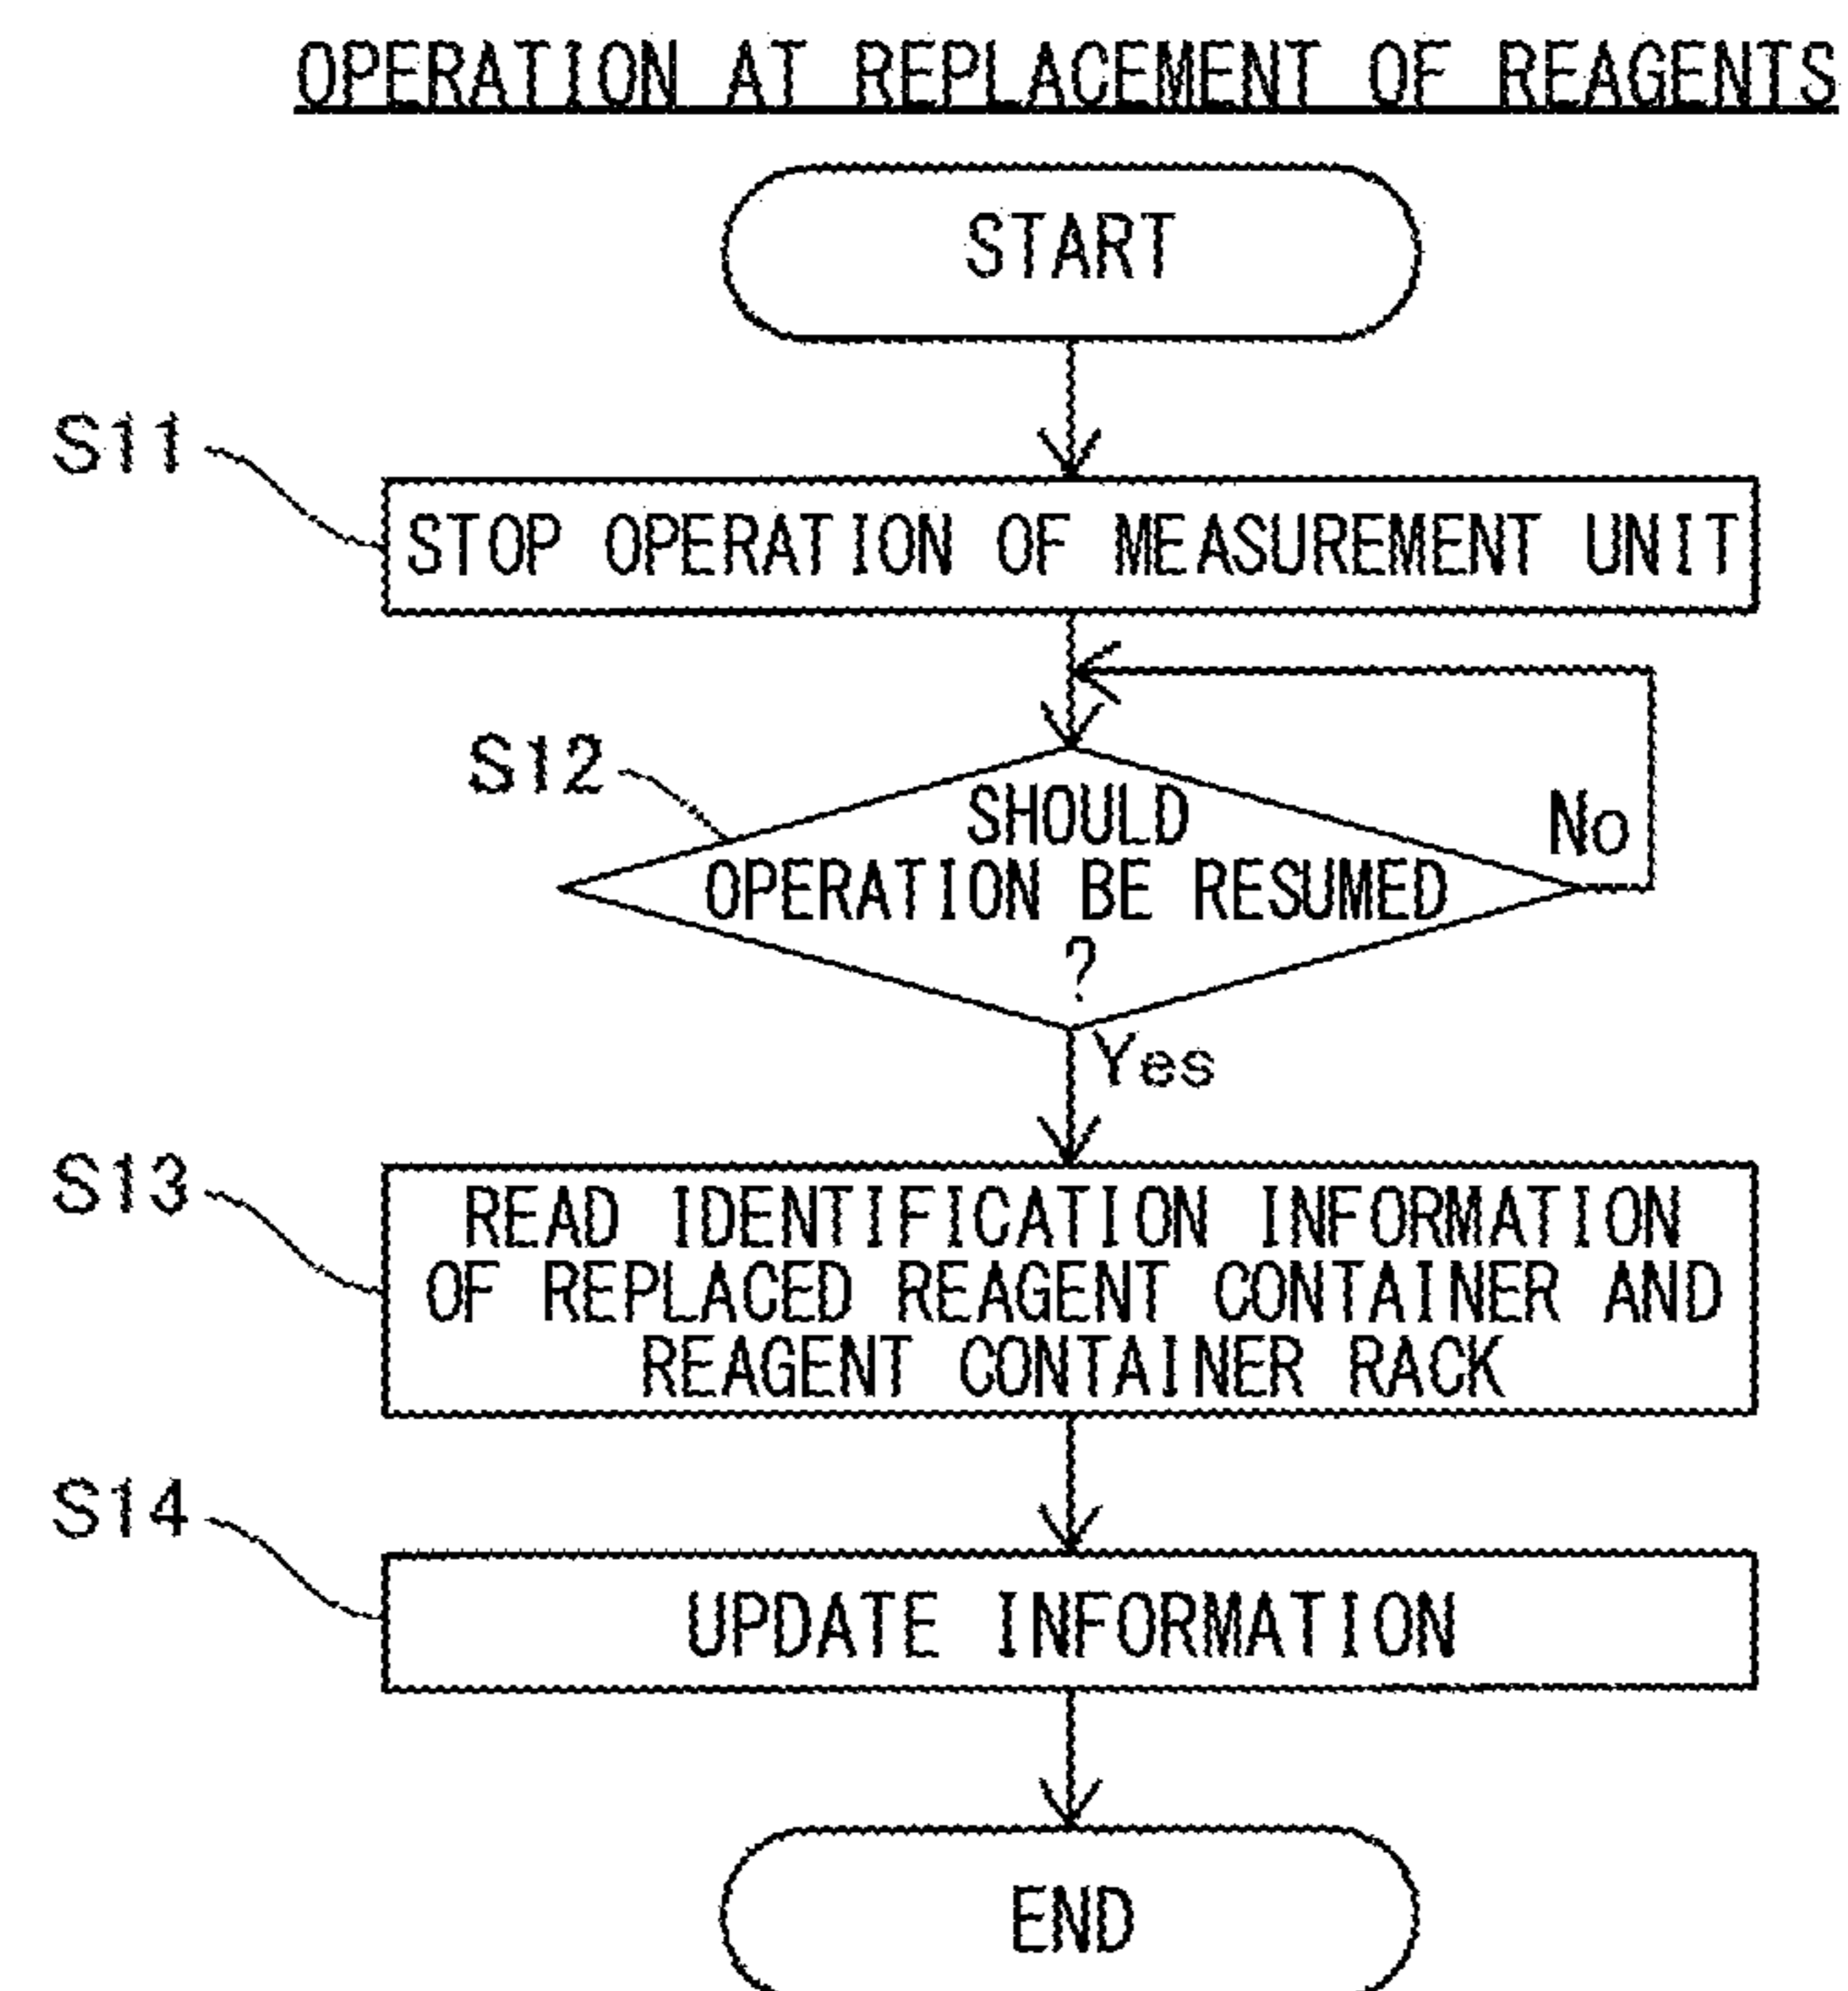 OPERATION AT REPLACEMENT OF REAGENTS
START
S11
STOP OPERATION OF MEASUREMENT UNIT
S12
SHOULD
OPERATION BE RESUMED
?
No
Yes
S13
READ IDENTIFICATION INFORMATION
OF REPLACED REAGENT CONTAINER AND
REAGENT CONTAINER RACK
S14
UPDATE INFORMATION
END